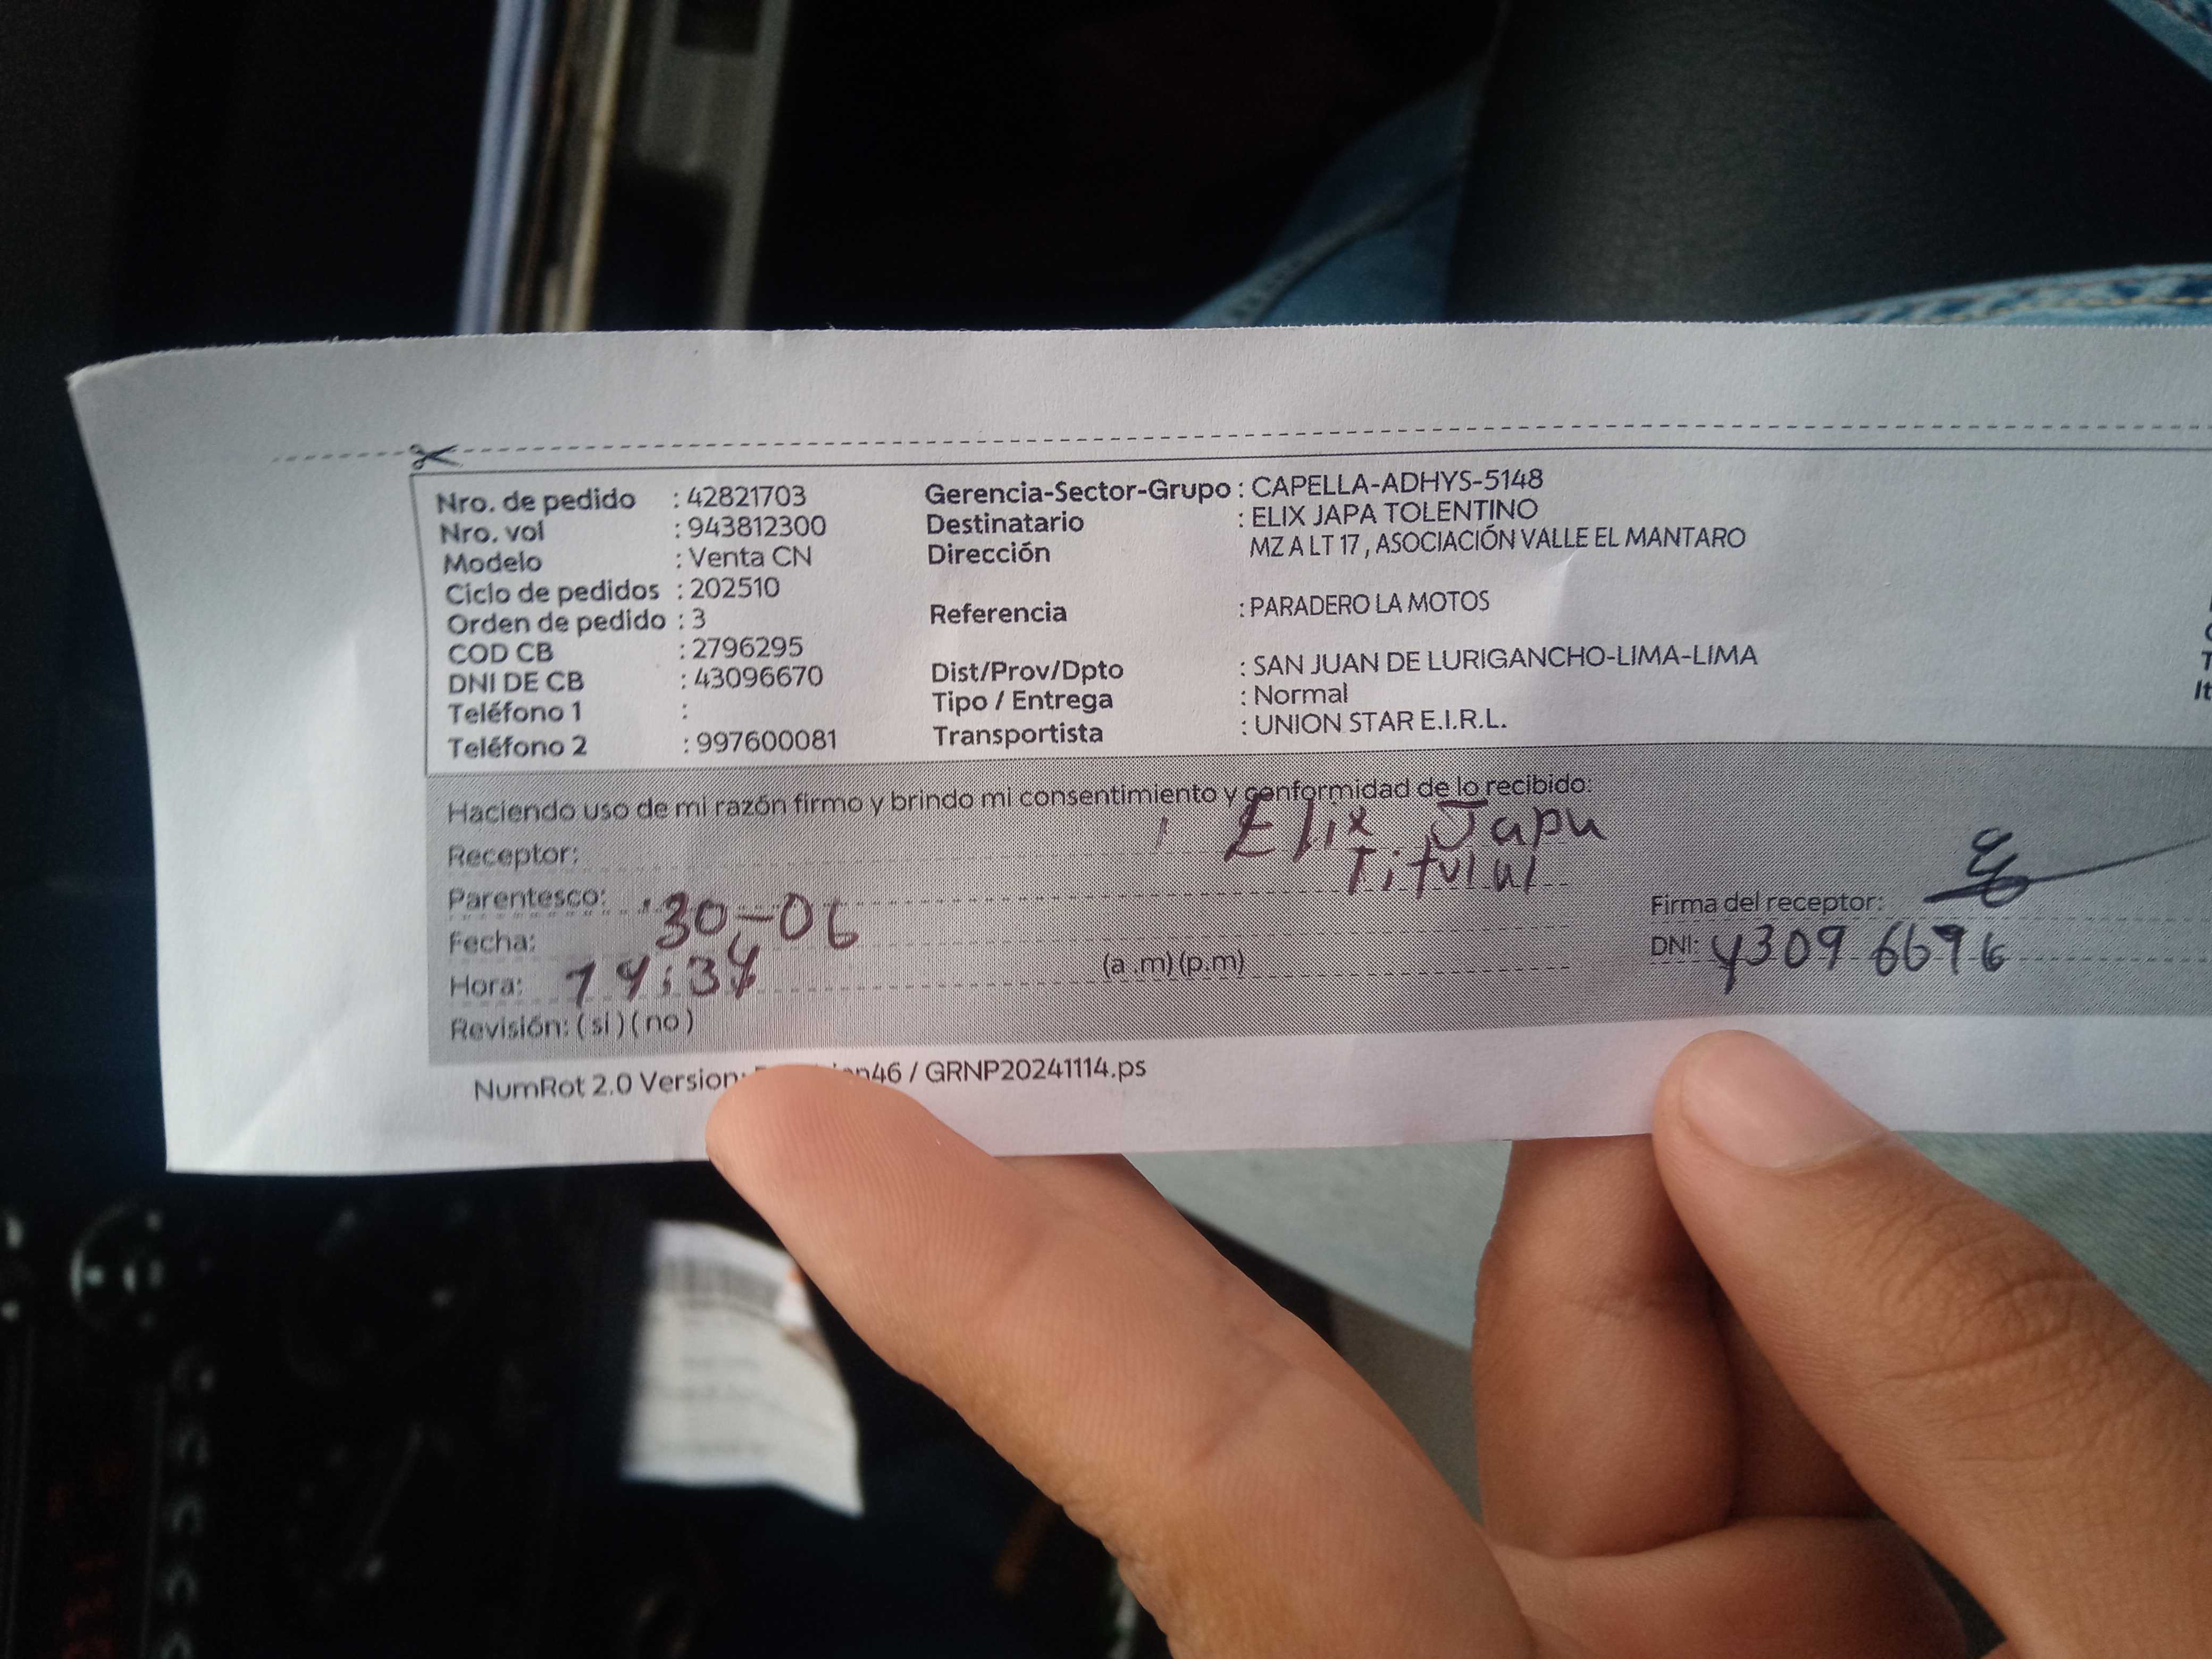 Nro. de pedido : 42821703
Nro. vol : 943812300
Modelo : Venta CN
Ciclo de pedidos : 202510
Orden de pedido : 3
COD CB : 2796295
DNI DE CB : 43096670
Teléfono 1 :
Teléfono 2 : 997600081
Gerencia-Sector-Grupo : CAPELLA-ADHYS-5148
Destinatario : ELIX JAPA TOLENTINO
Dirección MZ A LT 17 , ASOCIACIÓN VALLE EL MANTARO
Referencia : PARADERO LA MOTOS
Dist/Prov/Dpto : SAN JUAN DE LURIGANCHO-LIMA-LIMA
Tipo / Entrega : Normal
Transportista : UNION STAR E.I.R.L.
Haciendo uso de mi razón firmo y brindo mi consentimiento y conformidad de lo recibido:
Receptor: Elix Japa
Parentesco: Titular
Fecha: 30-06
Hora: 14:34 (a .m) (p.m)
Revisión: ( si ) ( no )
Firma del receptor:
DNI: 43096696
NumRot 2.0 Version: 46 / GRNP20241114.ps